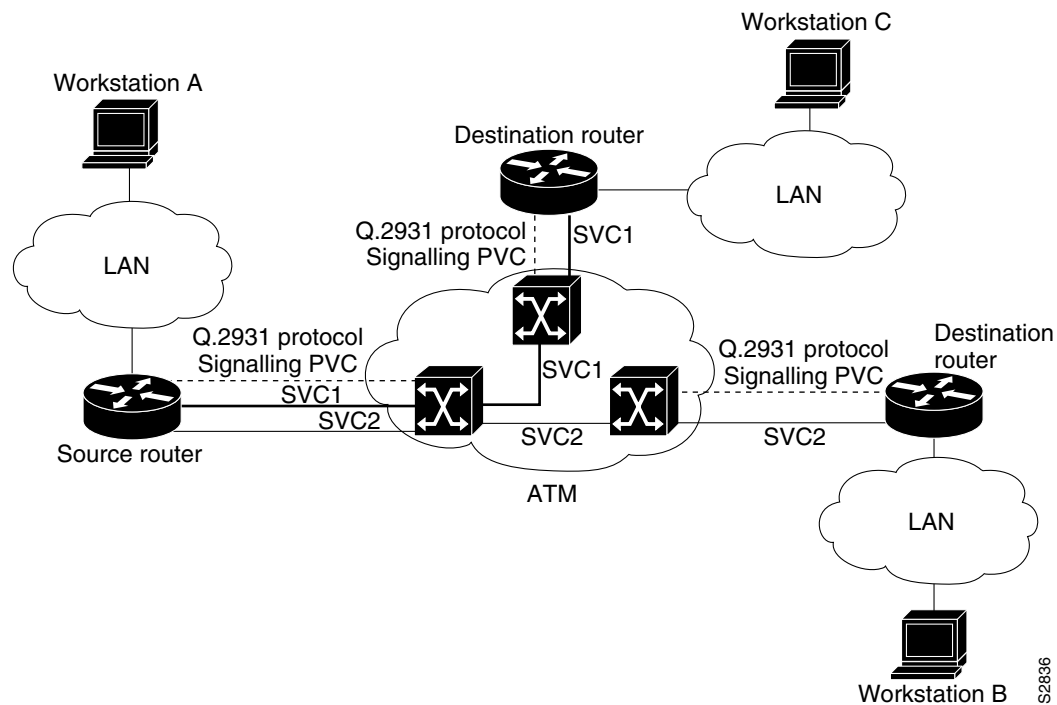 Workstation C
Workstation A
Destination router
LAN
LAN
Q.2931 protocol
Signalling PVC
SVC1
Q.2931 protocol
Signalling PVC
SVC1
Q.2931 protocol
Signalling PVC
Destination
router
SVC1
SVC2
SVC2
SVC2
Source router
ATM
LAN
Workstation B
S2836